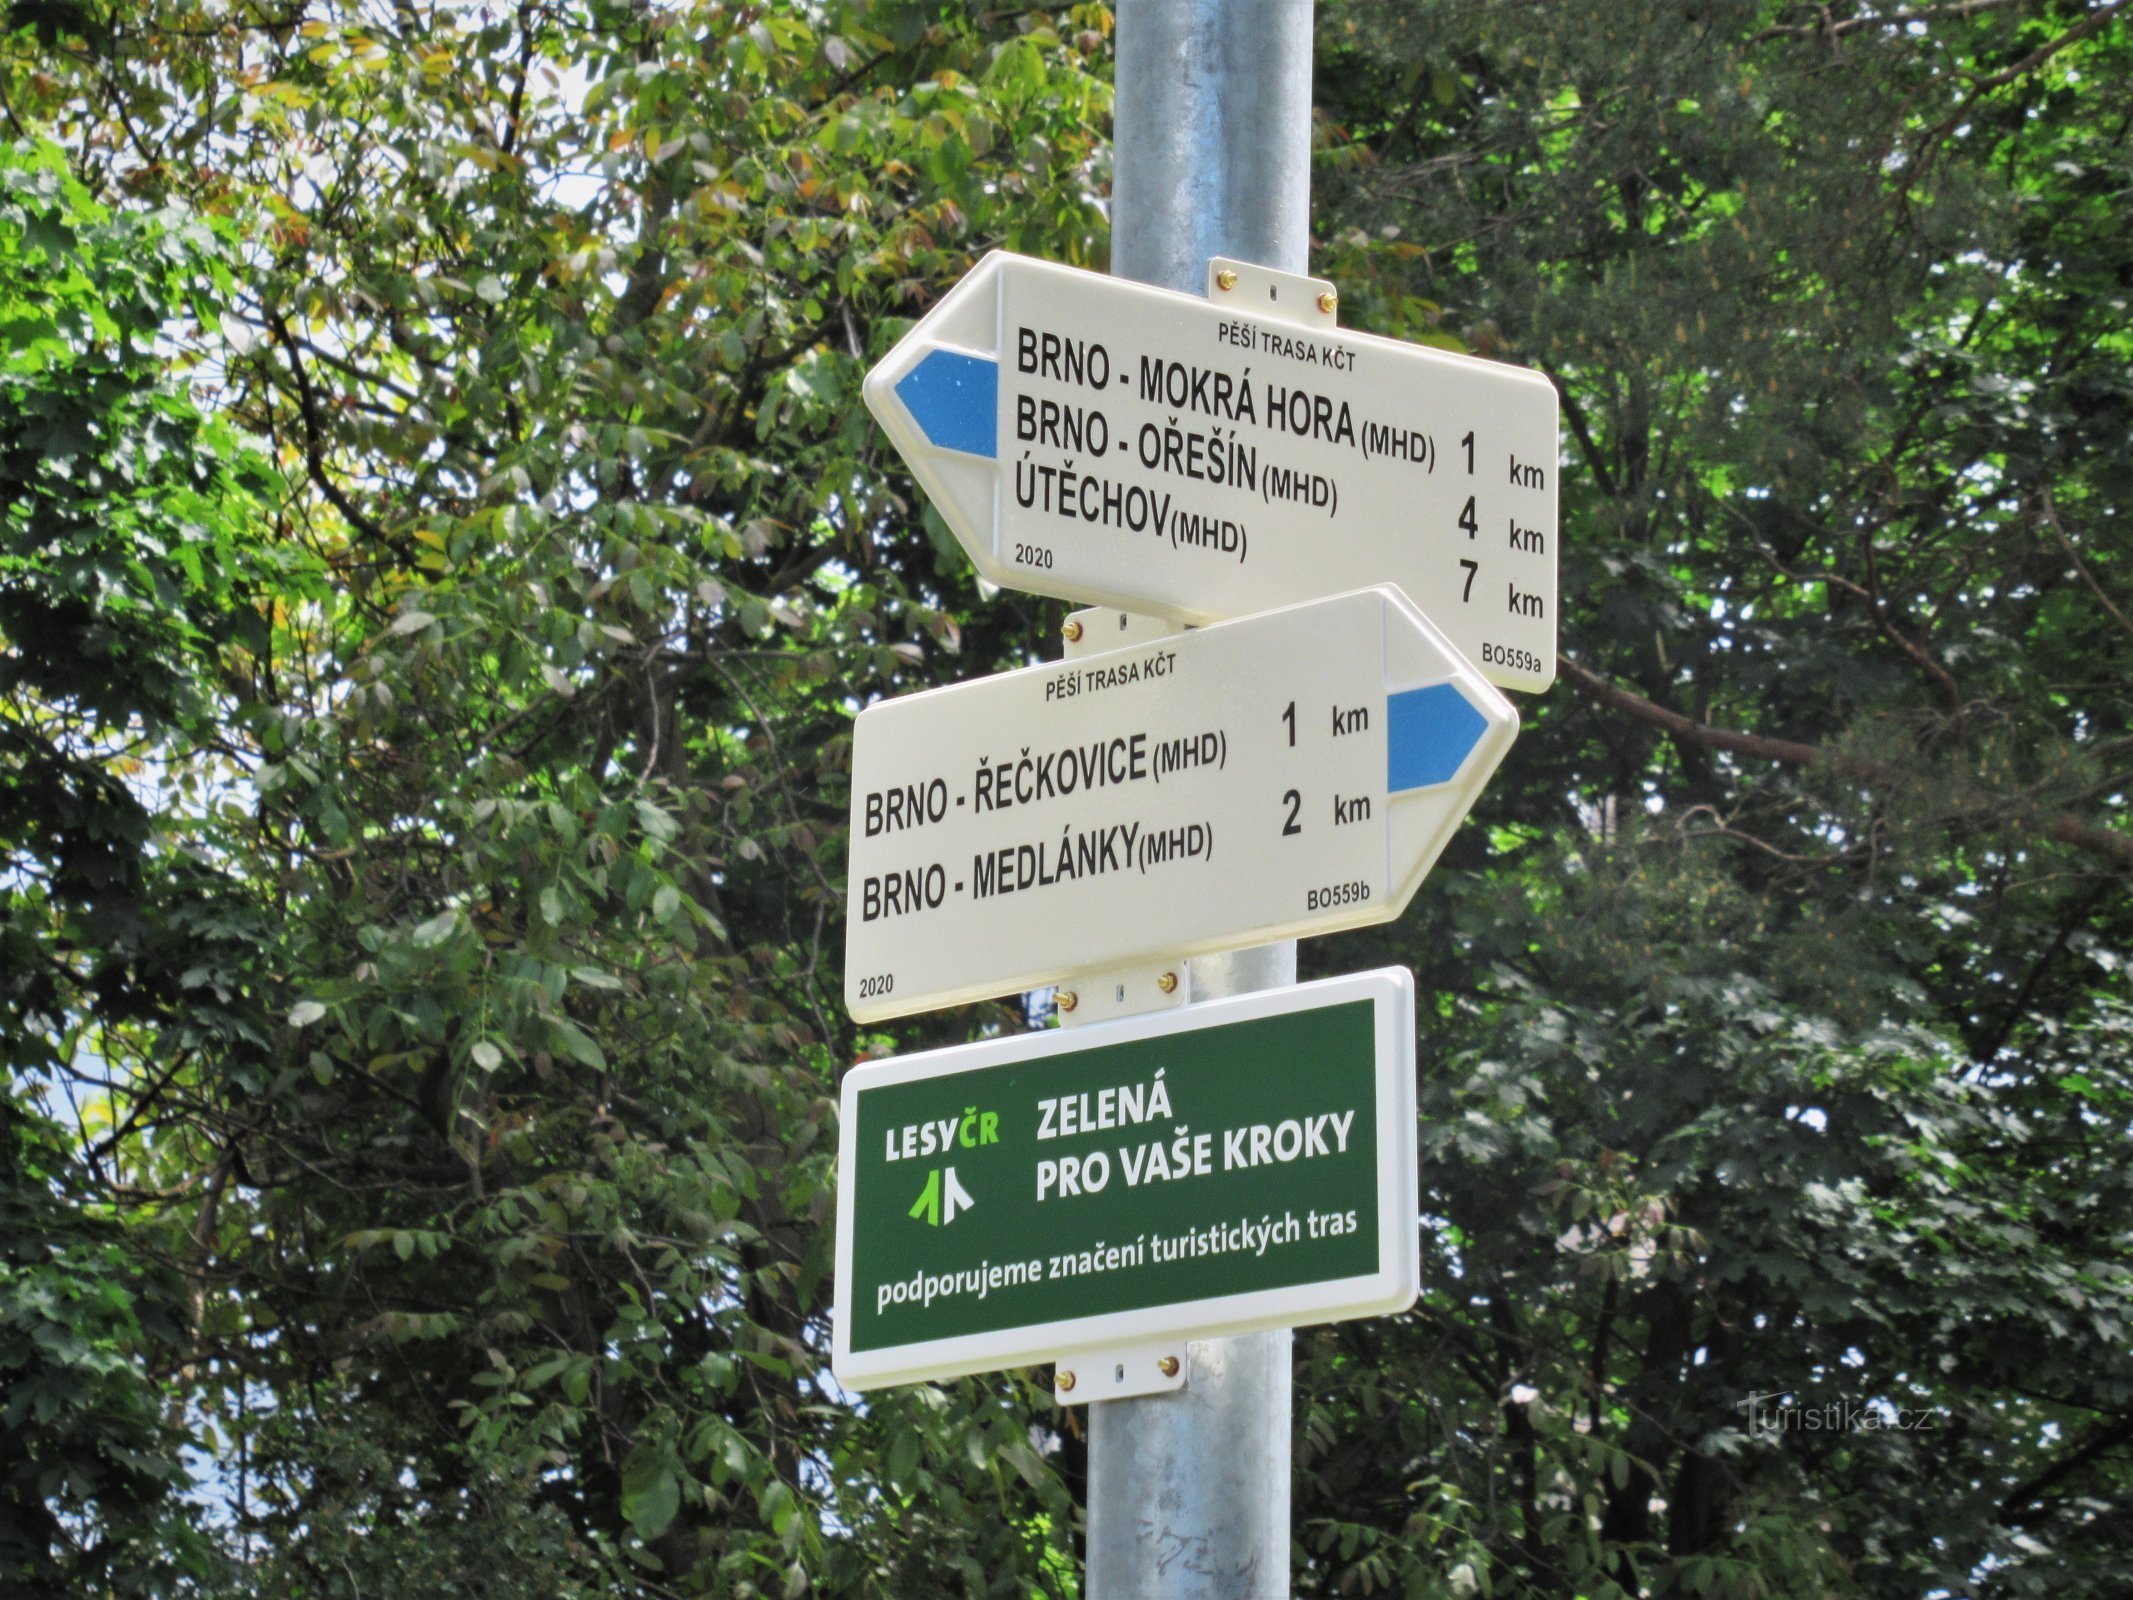 PĚŠÍ TRASA KČT
BRNO - MOKRÁ HORA (MHD) 1 km
BRNO - OŘEŠÍN (MHD) 4 km
ÚTĚCHOV(MHD) 7 km
2020 BO559a
PĚŠÍ TRASA KČT
BRNO - ŘEČKOVICE (MHD) 1 km
BRNO - MEDLÁNKY(MHD) 2 km
2020 BO559b
LESYČR
ZELENÁ
PRO VAŠE KROKY
podporujeme značení turistických tras
Turistika.cz